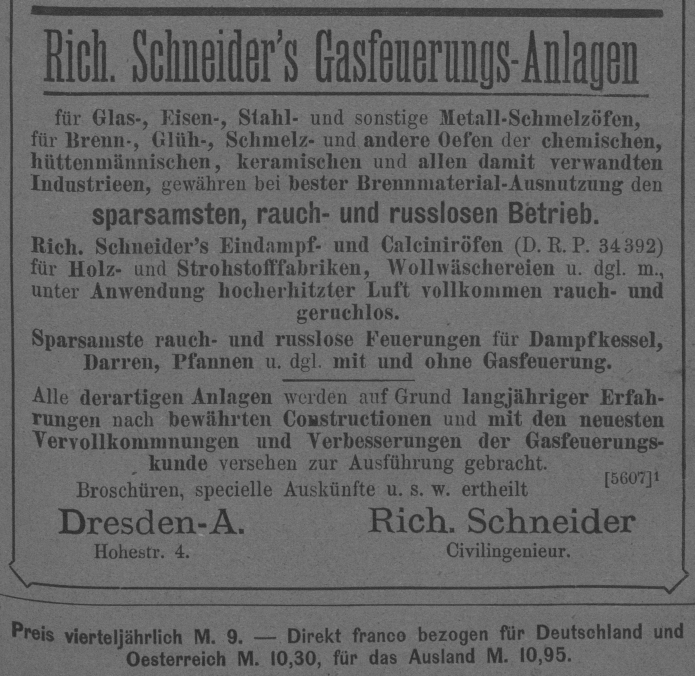 Rich. Schneider's Gasfeuerungs-Anlagen
für Glas-, Eisen-, Stahl- und sonstige Metall-Schmelzöfen,
für Brenn-, Glüh-, Schmelz- und andere Oefen der chemischen,
hüttenmännischen, keramischen und allen damit verwandten
Industrieen, gewähren bei bester Brennmaterial-Ausnutzung den
sparsamsten, rauch- und russlosen Betrieb.
Rich. Schneider's Eindampf- und Calciniröfen (D. R. P. 34392)
für Holz- und Strohstofffabriken, Wollwäschereien u. dgl. m.,
unter Anwendung hocherhitzter Luft vollkommen rauch- und
geruchlos.
Sparsamste rauch- und russlose Feuerungen für Dampfkessel,
Darren, Pfannen u. dgl. mit und ohne Gasfeuerung.
Alle derartigen Anlagen werden auf Grund langjähriger Erfah-
rungen nach bewährten Constructionen und mit den neuesten
Vervollkommnungen und Verbesserungen der Gasfeuerungs-
kunde versehen zur Ausführung gebracht.
Broschüren, specielle Auskünfte u. s. w. ertheilt [5607]¹
Dresden-A. Rich. Schneider
Hohestr. 4. Civilingenieur.
Preis vierteljährlich M. 9. — Direkt franco bezogen für Deutschland und
Oesterreich M. 10,30, für das Ausland M. 10,95.